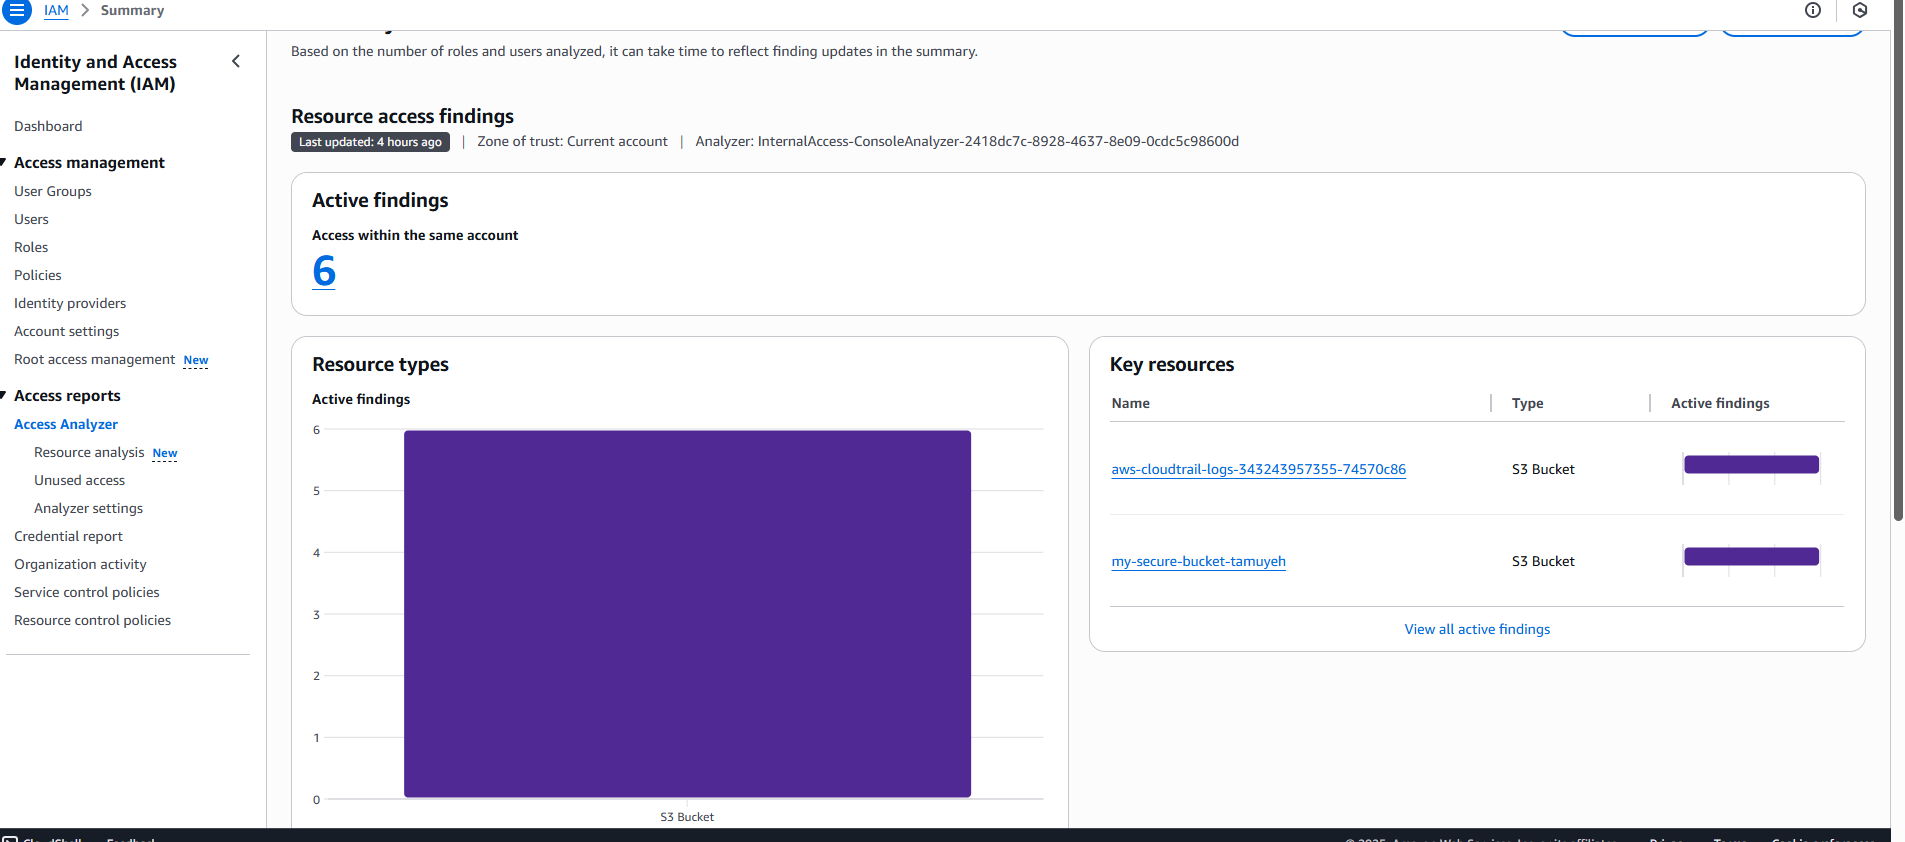 IAM > Summary
Identity and Access Management (IAM)
Dashboard
Access management
User Groups
Users
Roles
Policies
Identity providers
Account settings
Root access management New
Access reports
Access Analyzer
Resource analysis New
Unused access
Analyzer settings
Credential report
Organization activity
Service control policies
Resource control policies
Based on the number of roles and users analyzed, it can take time to reflect finding updates in the summary.
Resource access findings
Last updated: 4 hours ago | Zone of trust: Current account | Analyzer: InternalAccess-ConsoleAnalyzer-2418dc7c-8928-4637-8e09-0cdc5c98600d
Active findings
Access within the same account
6
Resource types
Active findings
6
5
4
3
2
1
0
S3 Bucket
Key resources
Name Type Active findings
aws-cloudtrail-logs-343243957355-74570c86 S3 Bucket
my-secure-bucket-tamuyeh S3 Bucket
View all active findings